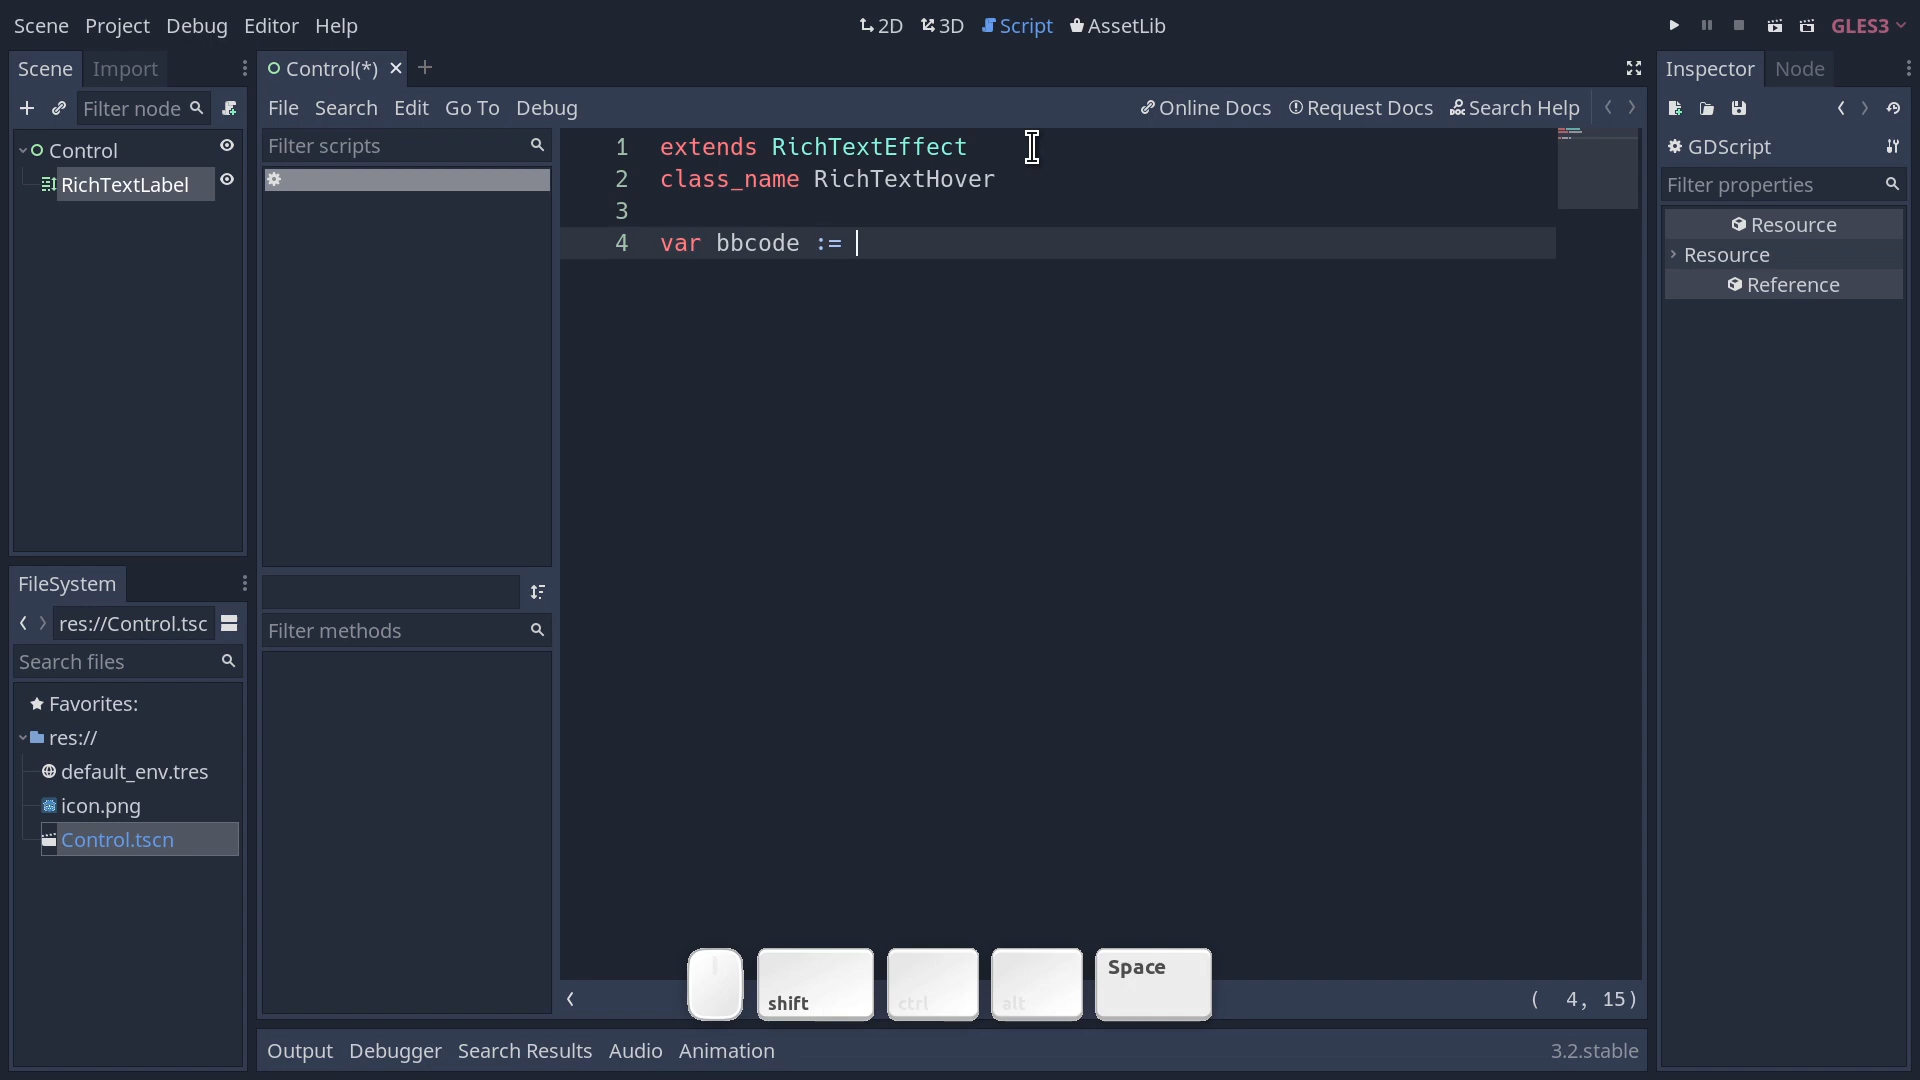 Scene Project Debug Editor Help
2D 3D Script AssetLib
GLES3
Scene Import
Filter node
Control
RichTextLabel
FileSystem
res://Control.tsc
Search files
Favorites:
res://
default_env.tres
icon.png
Control.tscn
Control(*)
File Search Edit Go To Debug
Online Docs Request Docs Search Help
Filter scripts
Filter methods
1 extends RichTextEffect
2 class_name RichTextHover
3
4 var bbcode :=
shift ctrl alt Space
( 4, 15)
Output Debugger Search Results Audio Animation
3.2.stable
Inspector Node
GDScript
Filter properties
Resource
Resource
Reference